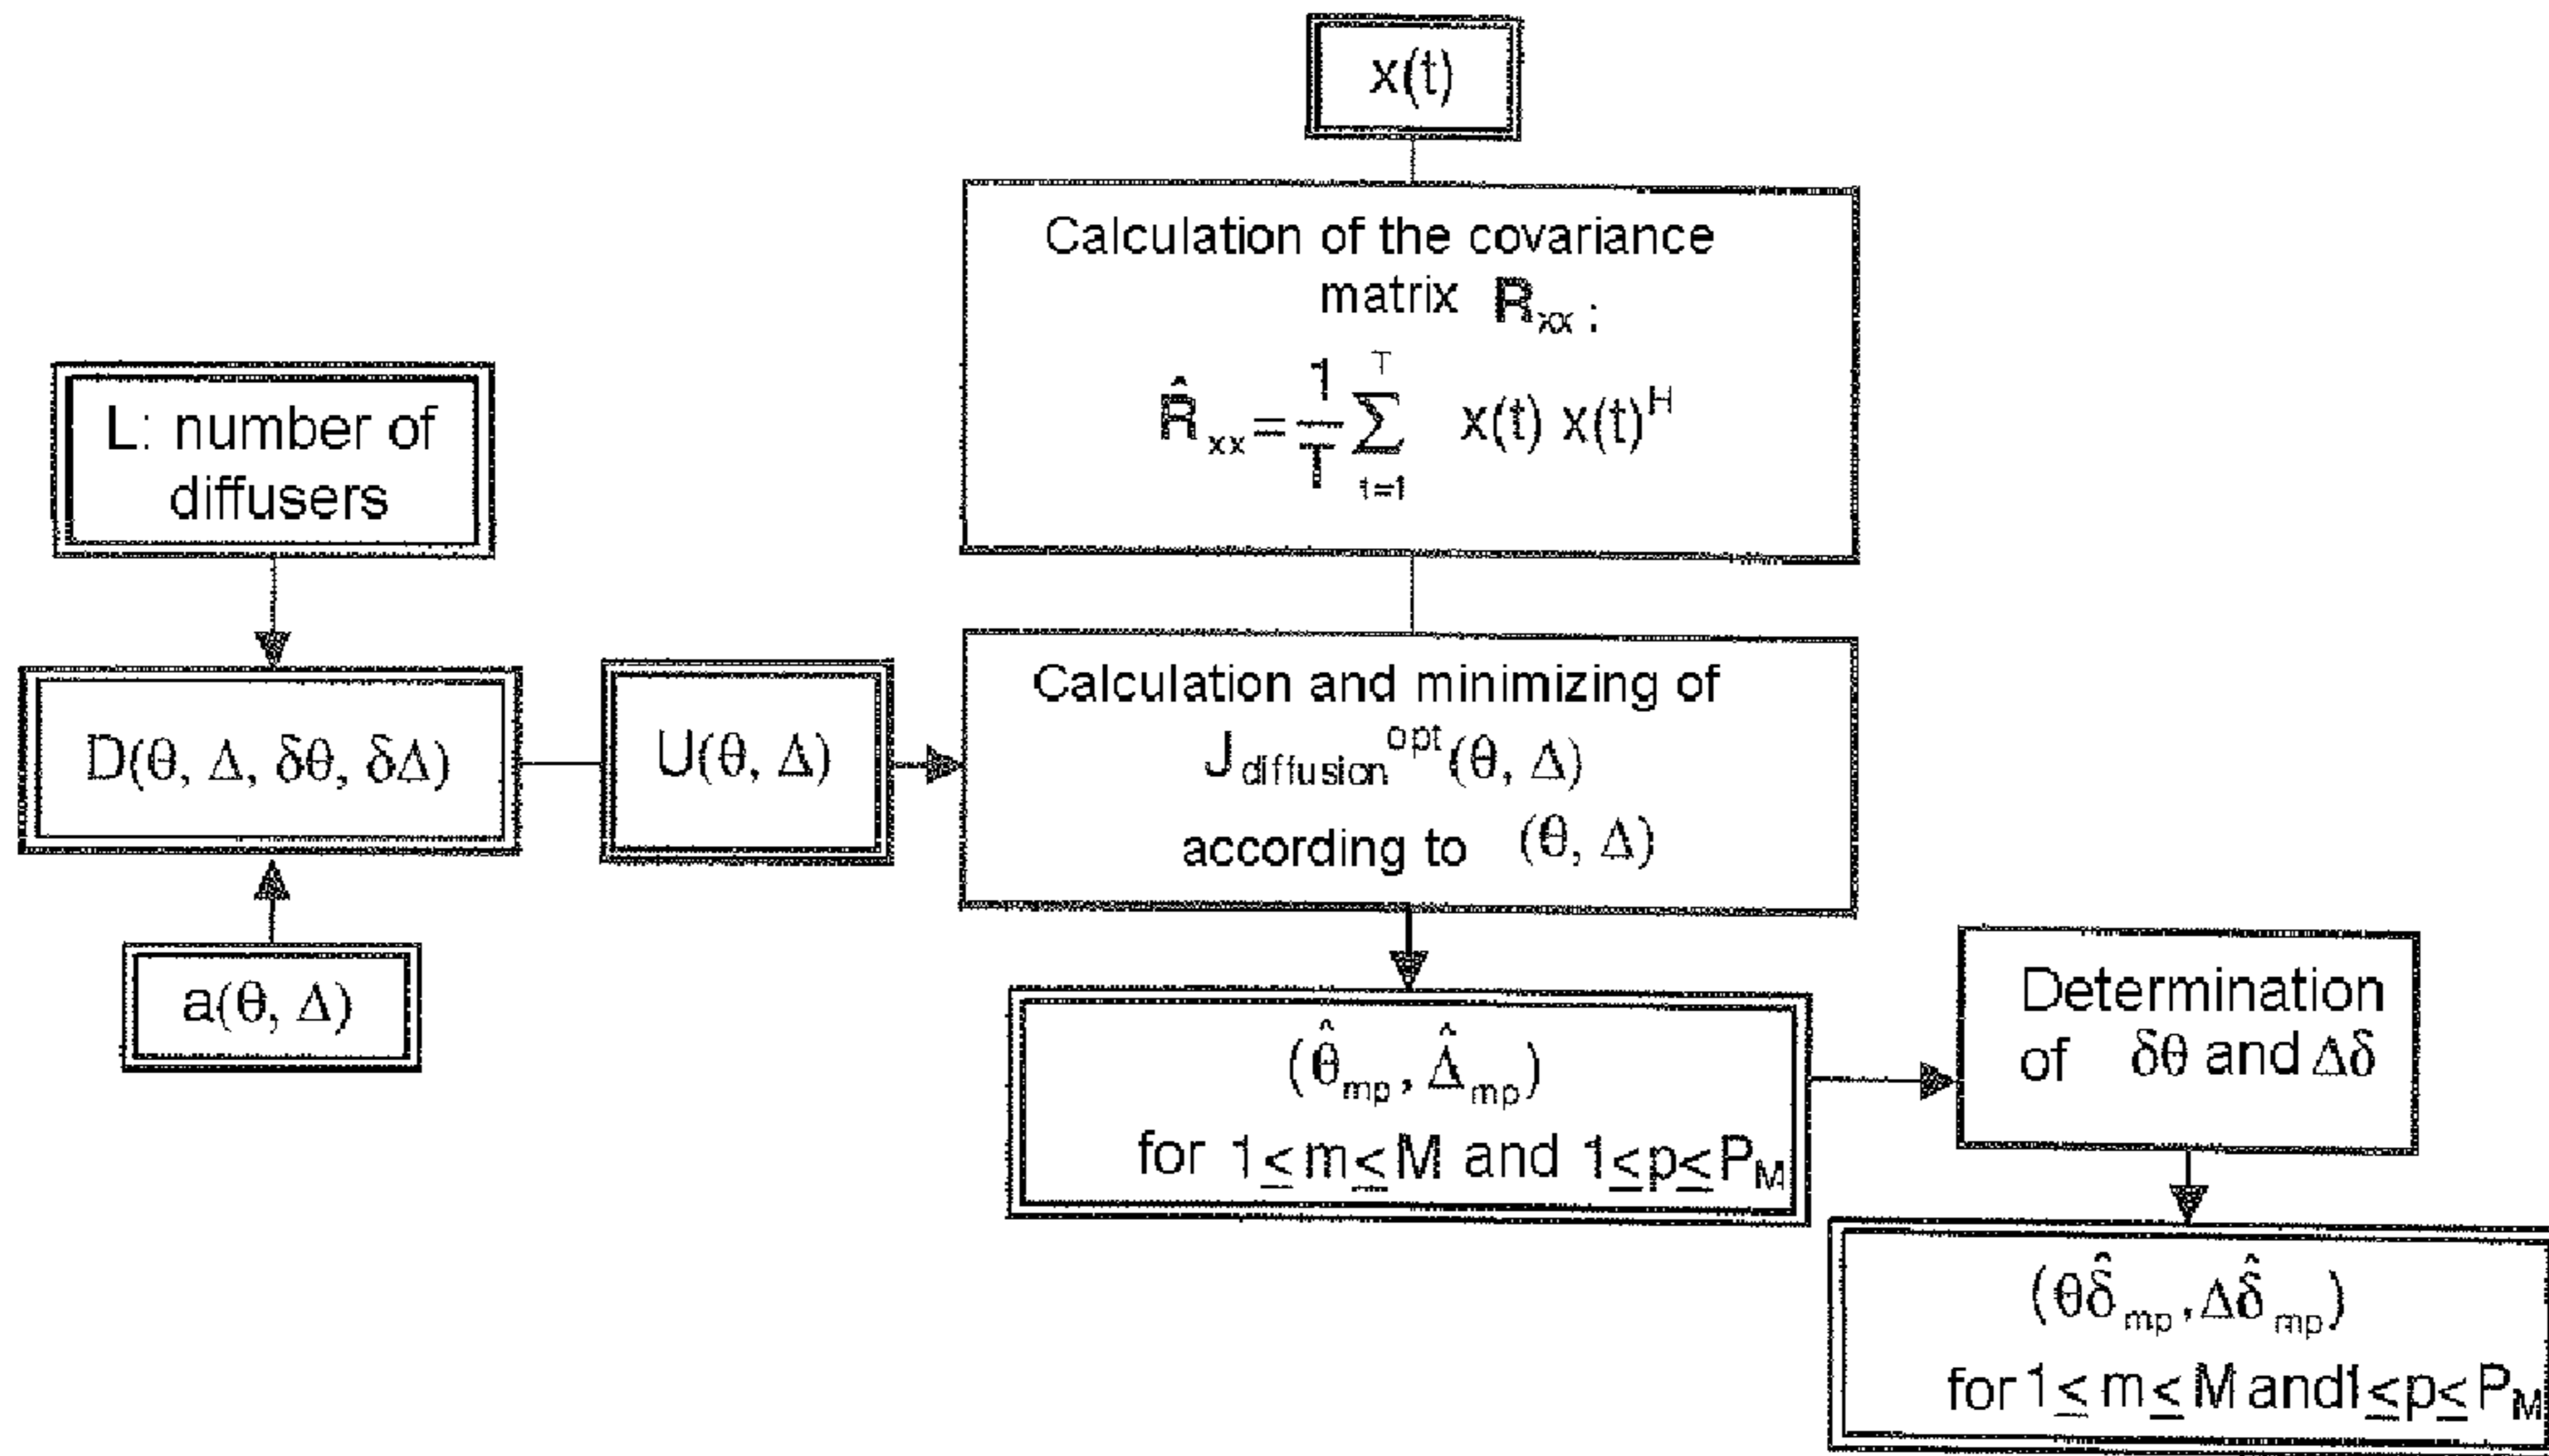 x(t)
Calculation of the covariance
matrix R_xx :
R̂_xx = 1/T ∑_{t=1}^{T} x(t) x(t)^H
L: number of
diffusers
D(θ, Δ, δθ, δΔ)
U(θ, Δ)
a(θ, Δ)
Calculation and minimizing of
J_diffusion^opt(θ, Δ)
according to (θ, Δ)
(θ̂_mp, Δ̂_mp)
for 1≤m≤M and 1≤p≤P_M
Determination
of δθ and Δδ
(θδ̂_mp, Δδ̂_mp)
for 1≤m≤M and1≤p≤P_M